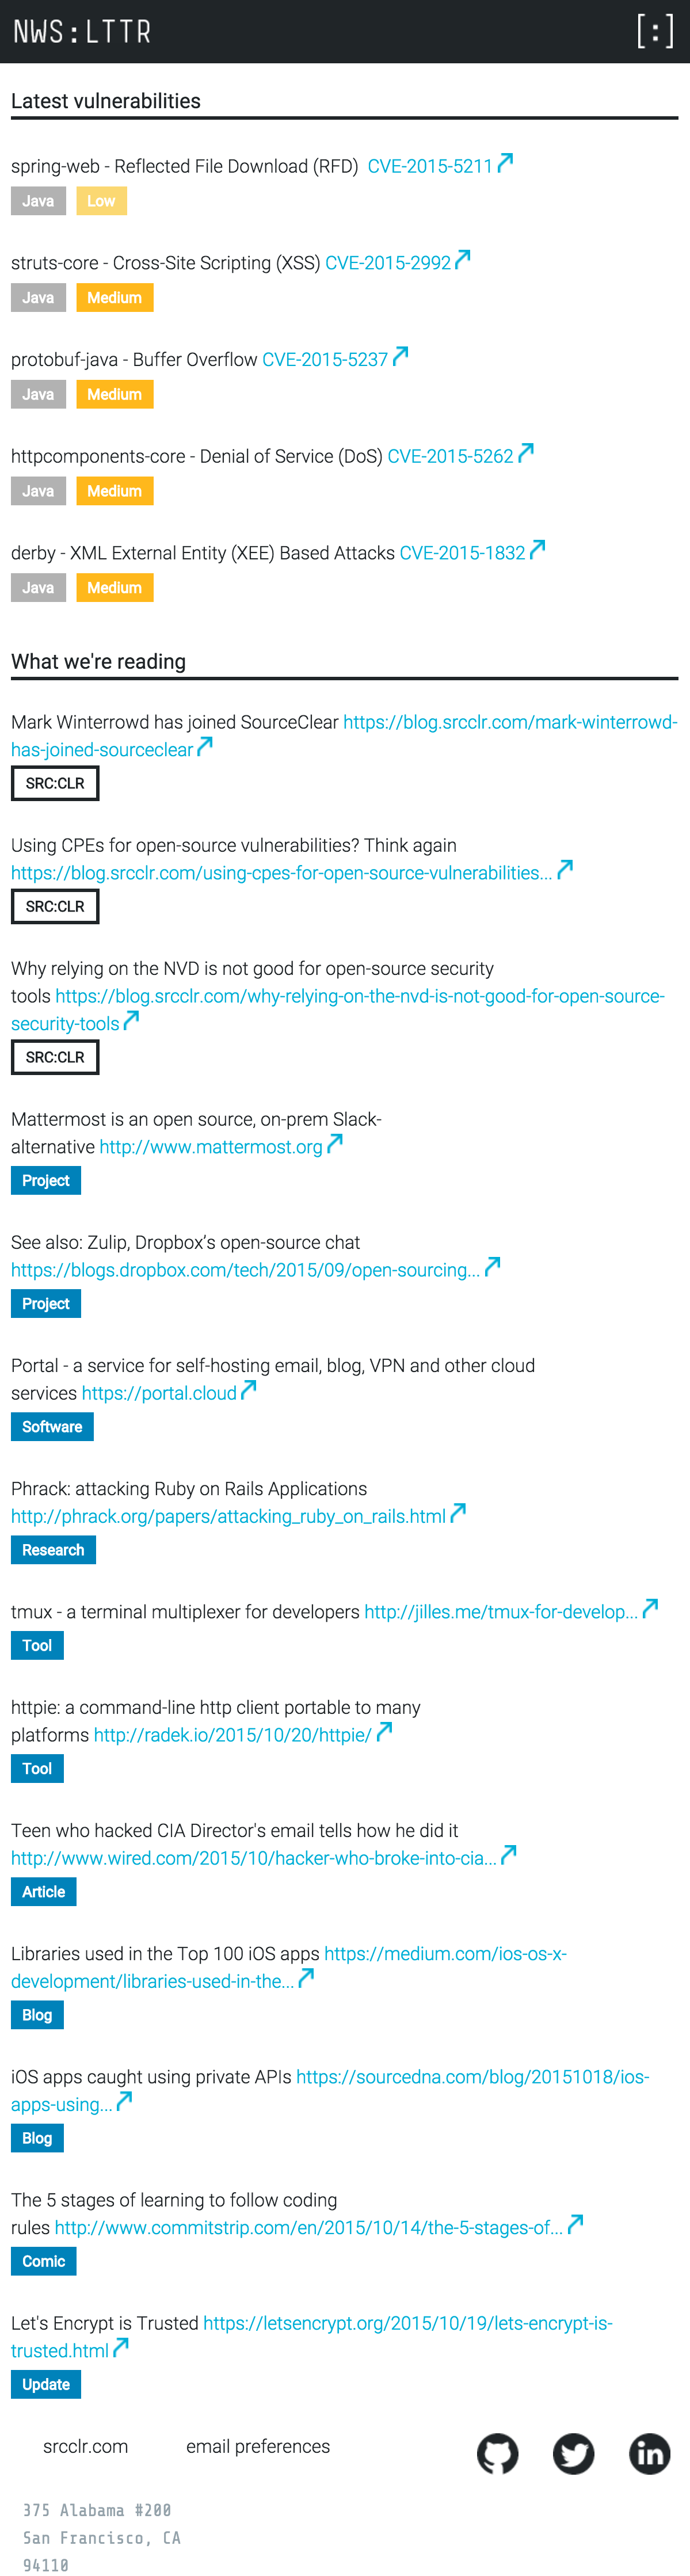 NWS:LTTR [:]
Latest vulnerabilities
spring-web - Reflected File Download (RFD) CVE-2015-5211
Java Low
struts-core - Cross-Site Scripting (XSS) CVE-2015-2992
Java Medium
protobuf-java - Buffer Overflow CVE-2015-5237
Java Medium
httpcomponents-core - Denial of Service (DoS) CVE-2015-5262
Java Medium
derby - XML External Entity (XEE) Based Attacks CVE-2015-1832
Java Medium
What we're reading
Mark Winterrowd has joined SourceClear https://blog.srcclr.com/mark-winterrowd-
has-joined-sourceclear
SRC:CLR
Using CPEs for open-source vulnerabilities? Think again
https://blog.srcclr.com/using-cpes-for-open-source-vulnerabilities...
SRC:CLR
Why relying on the NVD is not good for open-source security
tools https://blog.srcclr.com/why-relying-on-the-nvd-is-not-good-for-open-source-
security-tools
SRC:CLR
Mattermost is an open source, on-prem Slack-
alternative http://www.mattermost.org
Project
See also: Zulip, Dropbox’s open-source chat
https://blogs.dropbox.com/tech/2015/09/open-sourcing...
Project
Portal - a service for self-hosting email, blog, VPN and other cloud
services https://portal.cloud
Software
Phrack: attacking Ruby on Rails Applications
http://phrack.org/papers/attacking_ruby_on_rails.html
Research
tmux - a terminal multiplexer for developers http://jilles.me/tmux-for-develop...
Tool
httpie: a command-line http client portable to many
platforms http://radek.io/2015/10/20/httpie/
Tool
Teen who hacked CIA Director's email tells how he did it
http://www.wired.com/2015/10/hacker-who-broke-into-cia...
Article
Libraries used in the Top 100 iOS apps https://medium.com/ios-os-x-
development/libraries-used-in-the...
Blog
iOS apps caught using private APIs https://sourcedna.com/blog/20151018/ios-
apps-using...
Blog
The 5 stages of learning to follow coding
rules http://www.commitstrip.com/en/2015/10/14/the-5-stages-of...
Comic
Let's Encrypt is Trusted https://letsencrypt.org/2015/10/19/lets-encrypt-is-
trusted.html
Update
srcclr.com email preferences in
375 Alabama #200
San Francisco, CA
94110